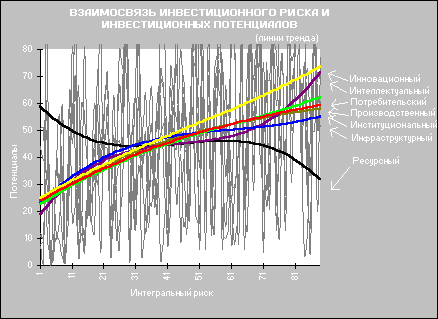 ВЗАИМОСВЯЗЬ ИНВЕСТИЦИОННОГО РИСКА И
ИНВЕСТИЦИОННЫХ ПОТЕНЦИАЛОВ
(линии тренда)
Потенциалы
80
70
60
50
40
30
20
10
0
1
11
21
31
41
51
61
71
81
Интегральный риск
Инновационный
Интеллектуальный
Потребительский
Производственный
Институциональный
Инфраструктурный
Ресурсный